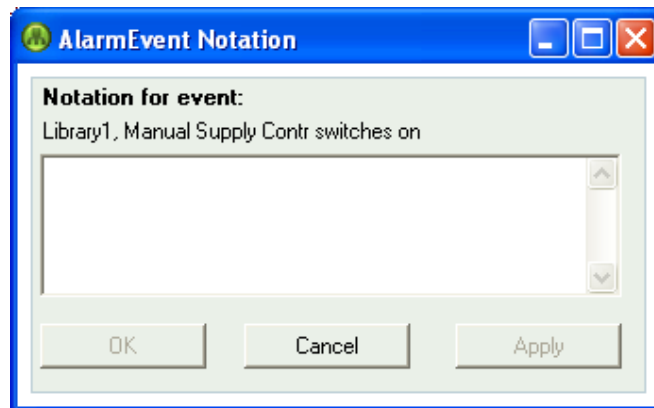 AlarmEvent Notation
Notation for event:
Library1, Manual Supply Contr switches on
OK Cancel Apply